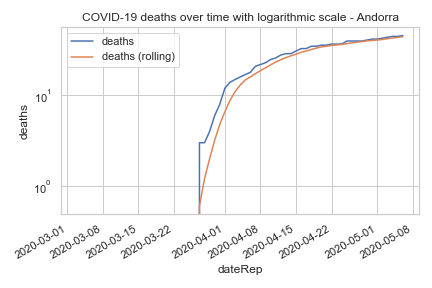 COVID-19 deaths over time with logarithmic scale - Andorra
deaths
deaths (rolling)
10¹
10⁰
deaths
2020-03-01
2020-03-08
2020-03-15
2020-03-22
2020-04-01
2020-04-08
2020-04-15
2020-04-22
2020-05-01
2020-05-08
dateRep